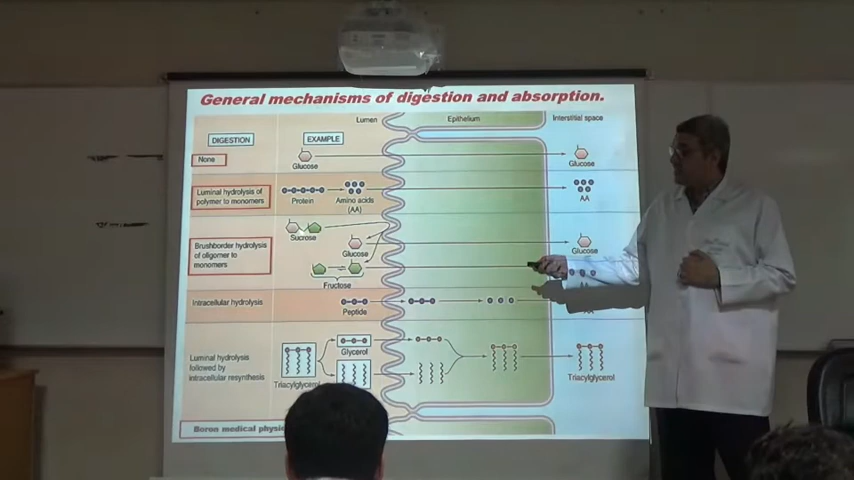 General mechanisms of digestion and absorption.
Lumen
Epithelium
Interstitial space
DIGESTION
EXAMPLE
None
Glucose
Glucose
Luminal hydrolysis of
polymer to monomers
Protein
Amino acids
(AA)
AA
Sucrose
Brushborder hydrolysis
of oligomer to
monomers
Glucose
Glucose
Fructose
Intracellular hydrolysis
Peptide
Luminal hydrolysis
followed by
intracellular resynthesis
Glycerol
Triacylglycerol
Triacylglycerol
Boron medical